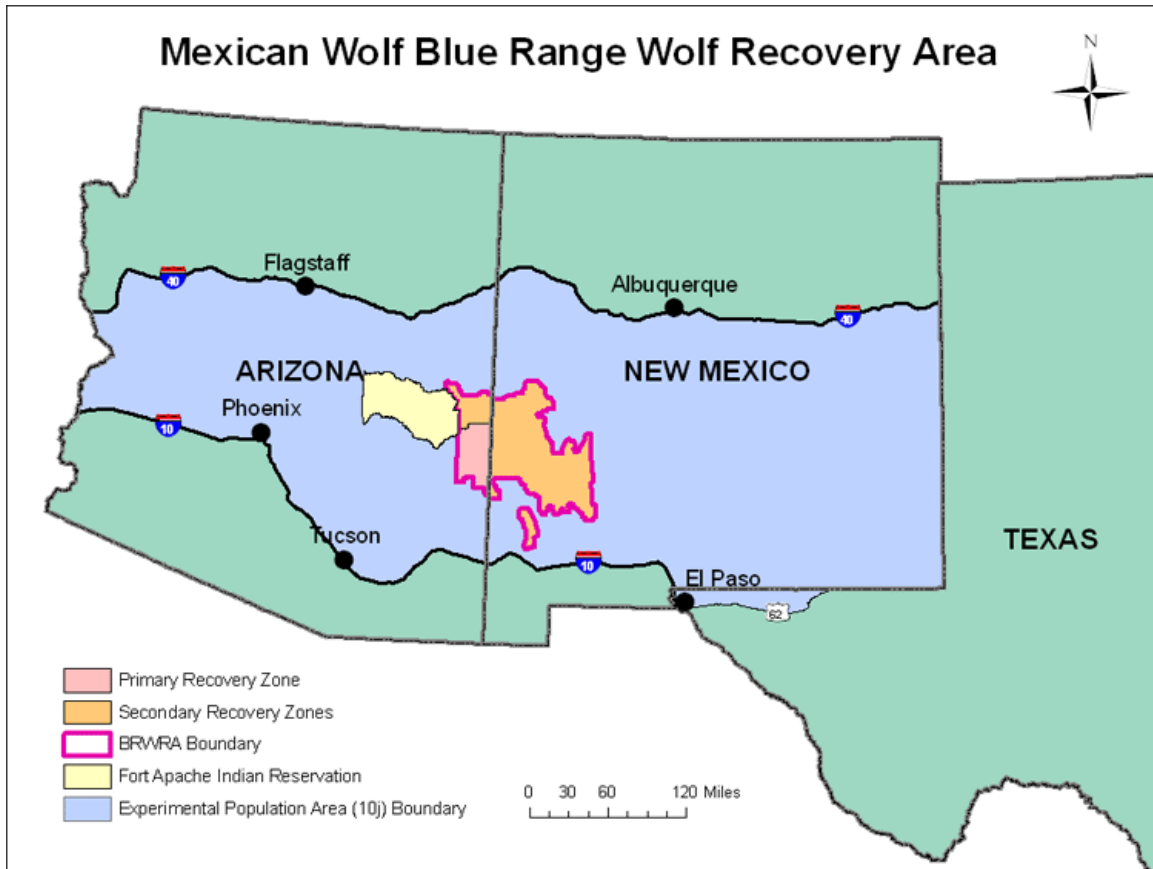 Mexican Wolf Blue Range Wolf Recovery Area
N
Flagstaff
40
Albuquerque
40
ARIZONA
NEW MEXICO
Phoenix
10
Tucson
TEXAS
10
El Paso
62
Primary Recovery Zone
Secondary Recovery Zones
BRWRA Boundary
Fort Apache Indian Reservation
Experimental Population Area (10j) Boundary
0 30 60 120 Miles